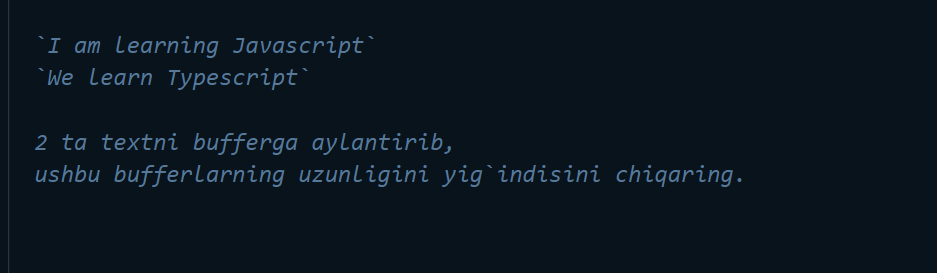 `I am learning Javascript`
`We learn Typescript`
2 ta textni bufferga aylantirib,
ushbu bufferlarning uzunligini yig`indisini chiqaring.